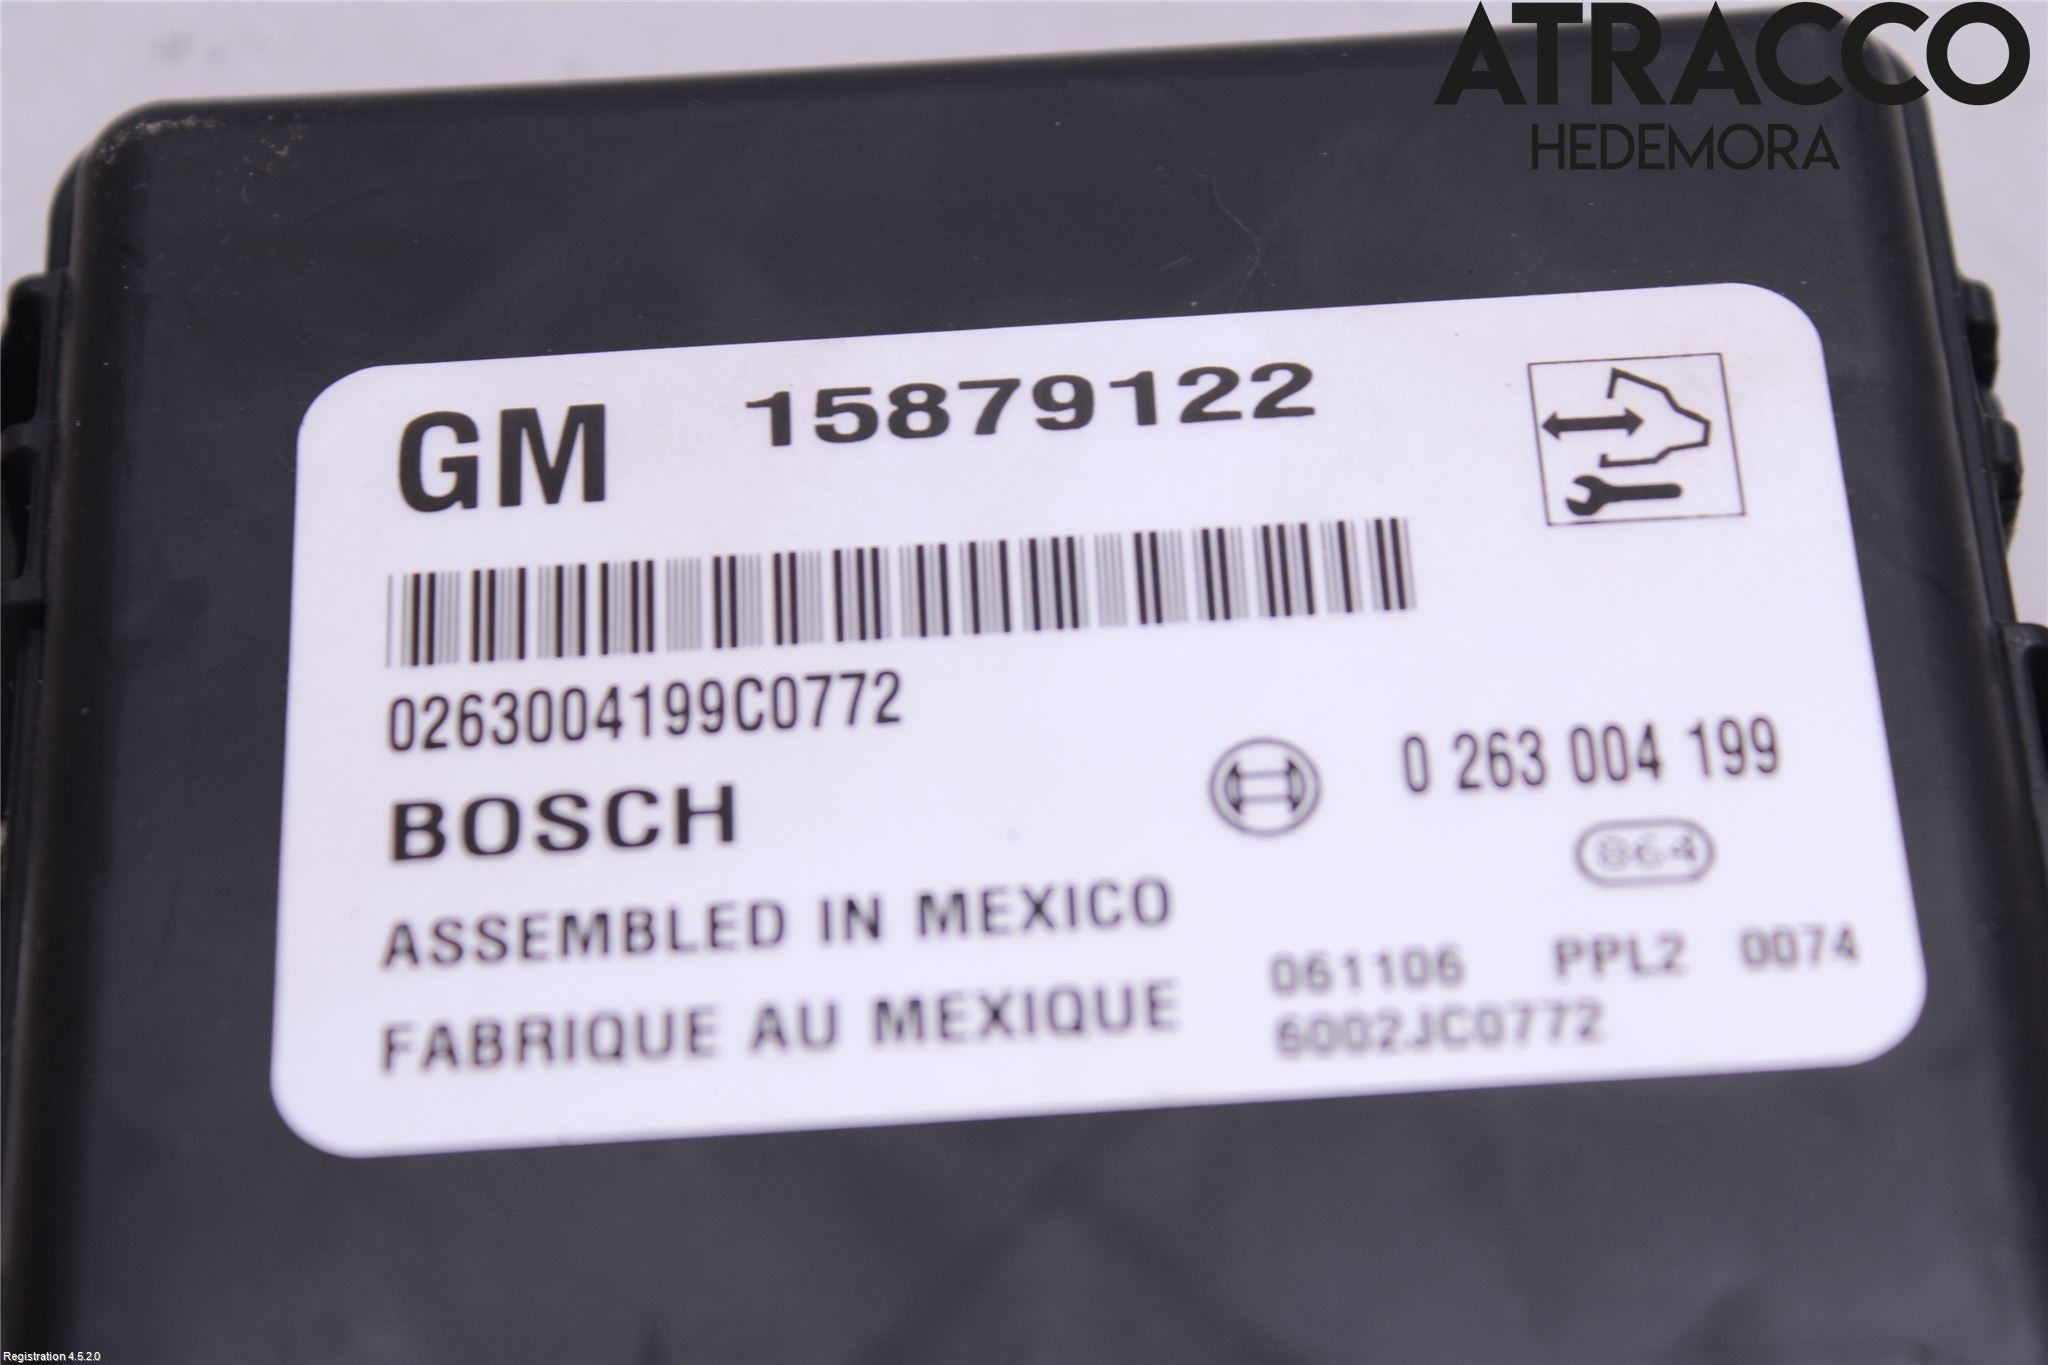 ATRACCO
HEDEMORA
GM 15879122
0263004199C0772
BOSCH 0 263 004 199
864
ASSEMBLED IN MEXICO
FABRIQUE AU MEXIQUE
061106 PPL2 0074
6002JC0772
Registration 4.5.2.0